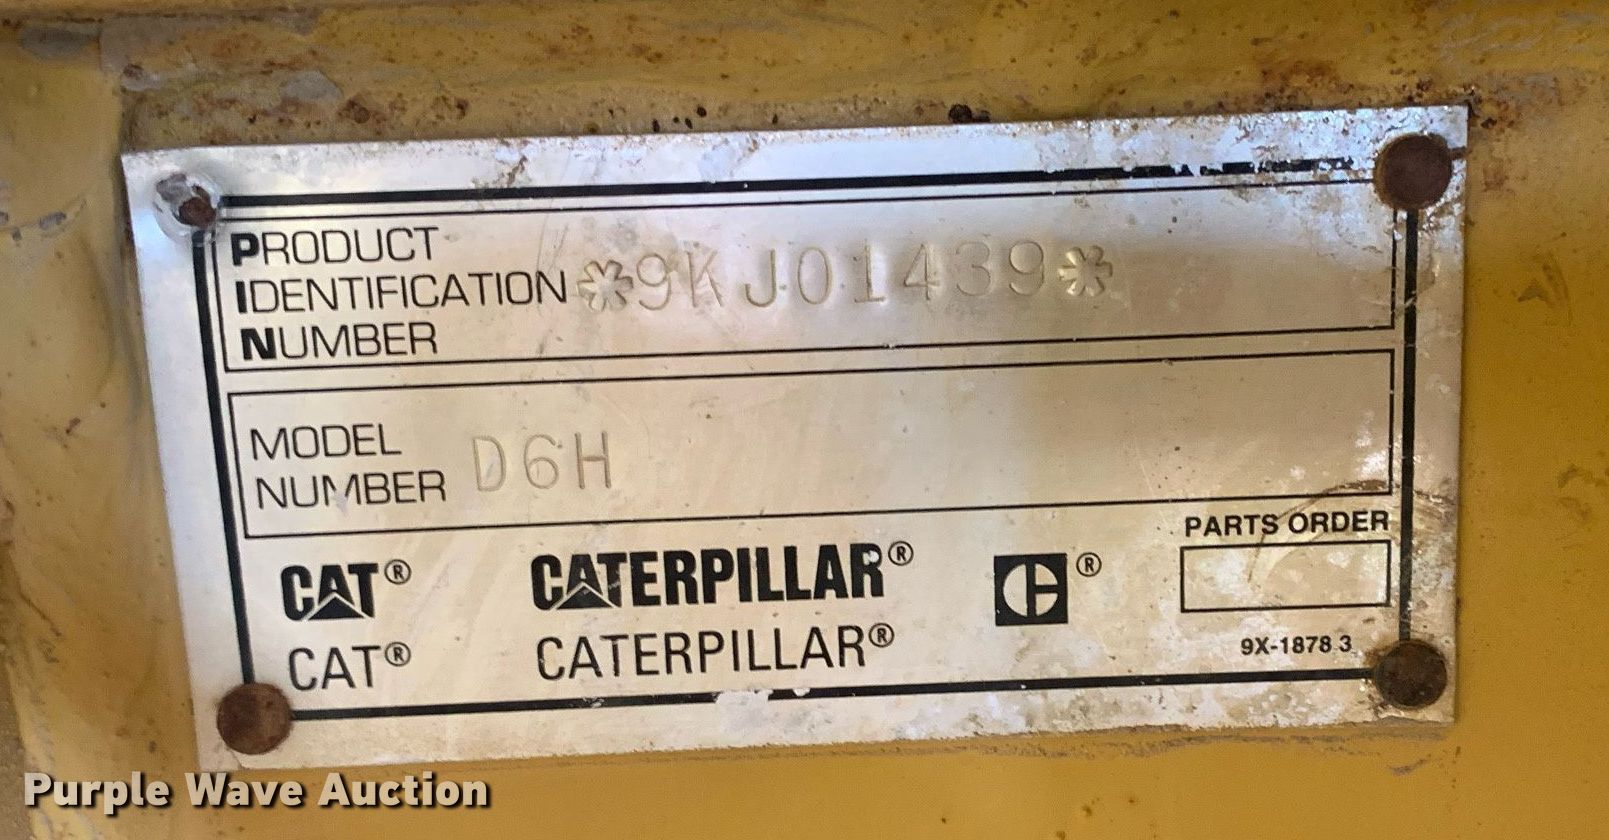 PRODUCT
IDENTIFICATION *9KJ01439*
NUMBER
MODEL
NUMBER D6H
CAT® CATERPILLAR® ®
PARTS ORDER
CAT® CATERPILLAR®
9X-1878 3
Purple Wave Auction